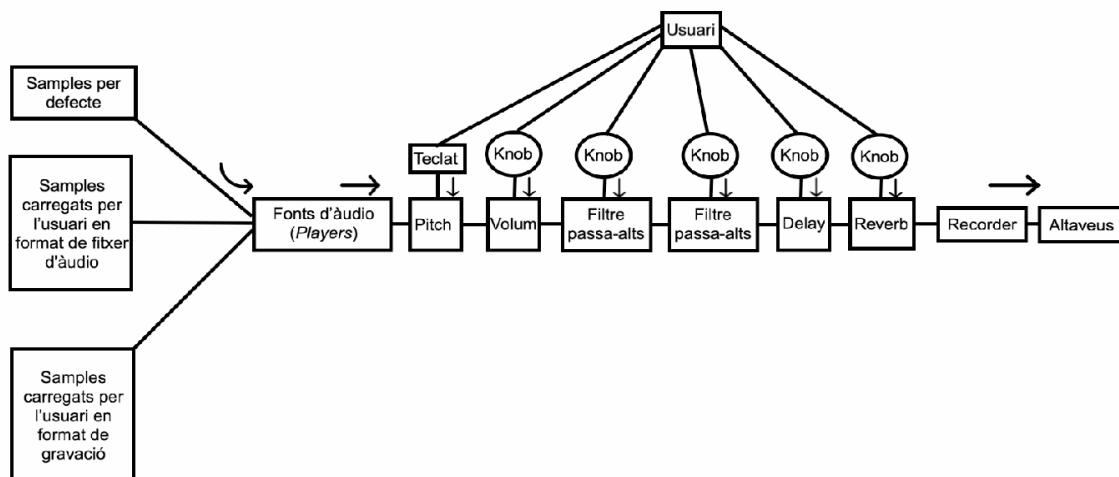 Usuari
Samples per
defecte
Teclat
Knob
Knob
Knob
Knob
Knob
Samples
carregats per
l'usuari en
format de fitxer
d'àudio
Fonts d'àudio
(Players)
Pitch
Volum
Filtre
passa-alts
Filtre
passa-alts
Delay
Reverb
Recorder
Altaveus
Samples
carregats per
l'usuari en
format de
gravació